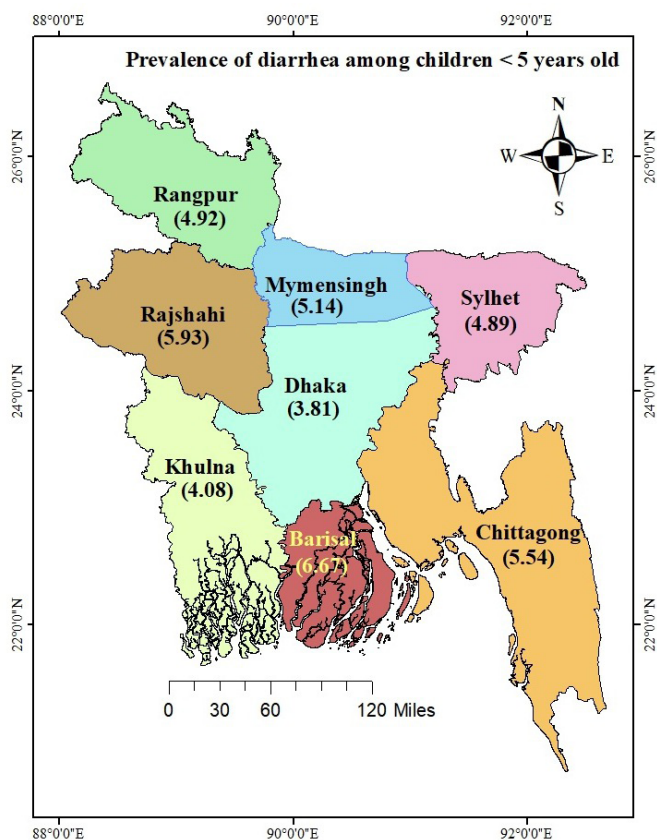 88°0'0"E 90°0'0"E 92°0'0"E
Prevalence of diarrhea among children < 5 years old
N
W E
S
26°0'0"N 26°0'0"N
Rangpur
(4.92)
Mymensingh
(5.14)
Sylhet
(4.89)
Rajshahi
(5.93)
24°0'0"N 24°0'0"N
Dhaka
(3.81)
Khulna
(4.08)
Chittagong
(5.54)
Barisal
(6.67)
22°0'0"N 22°0'0"N
0 30 60 120 Miles
88°0'0"E 90°0'0"E 92°0'0"E